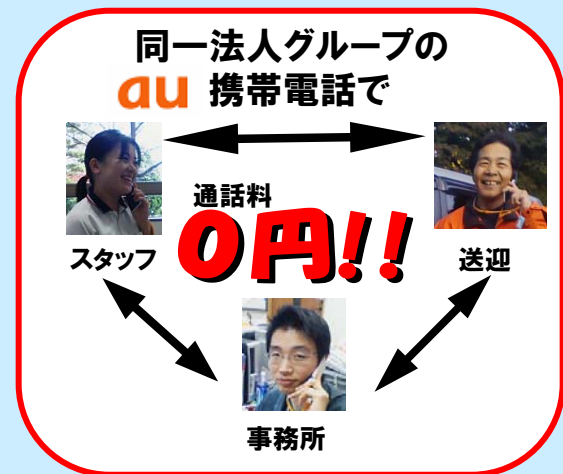 同一法人グループの
au 携帯電話で
通話料
0円!!
スタッフ
送迎
事務所